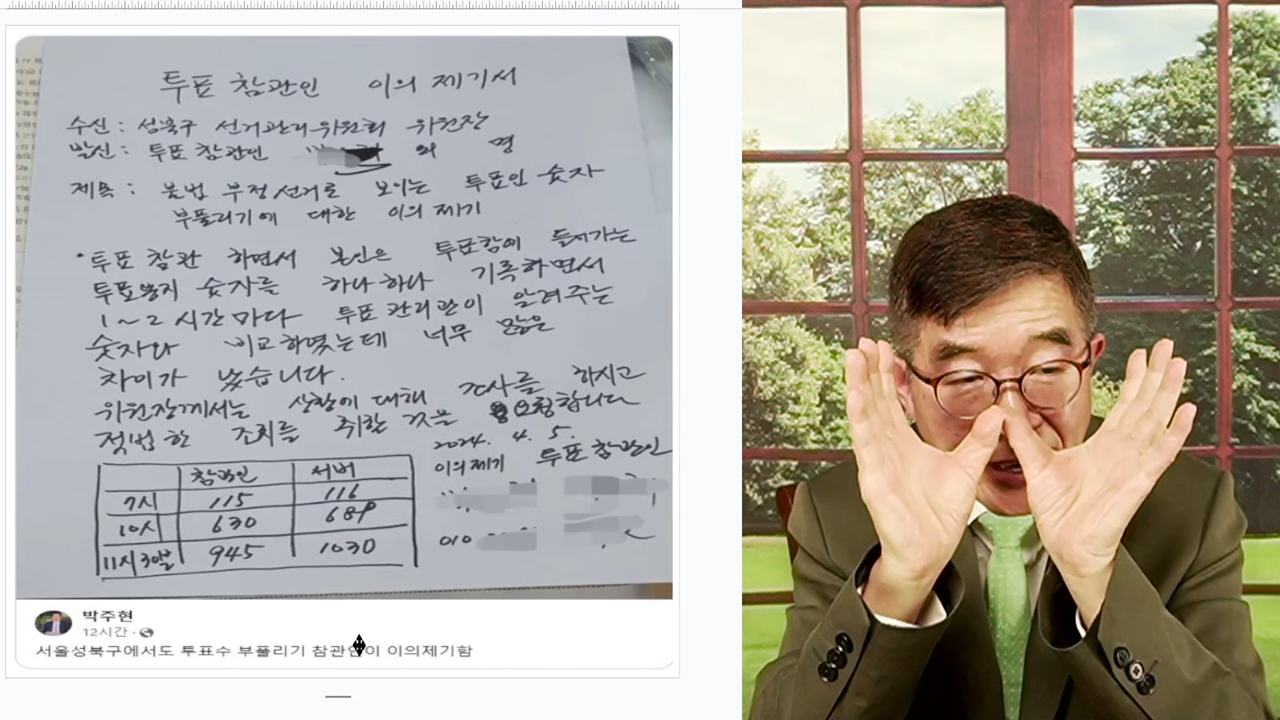 투표 참관인 이의 제기서
수신 : 성북구 선거관리위원회 위원장
발신 : 투표 참관인 외 명
제목 : 불법 부정선거로 보이는 투표인 숫자
부풀리기에 대한 이의 제기
· 투표 참관 하면서 본인은 투표함에 들어가는
투표용지 숫자를 하나하나 기록하면서
1~2 시간마다 투표 관리관이 알려주는
숫자와 비교하였는데 너무 많은
차이가 났습니다.
위원장께서는 상황에 대해 조사를 하시고
적법한 조치를 취할 것을 요청합니다
2024. 4. 5.
이의제기 투표 참관인
010
참관인 서버
7시 115 116
10시 630 689
11시30분 945 1030
박주현
12시간 ·
서울성북구에서도 투표수 부풀리기 참관인이 이의제기함